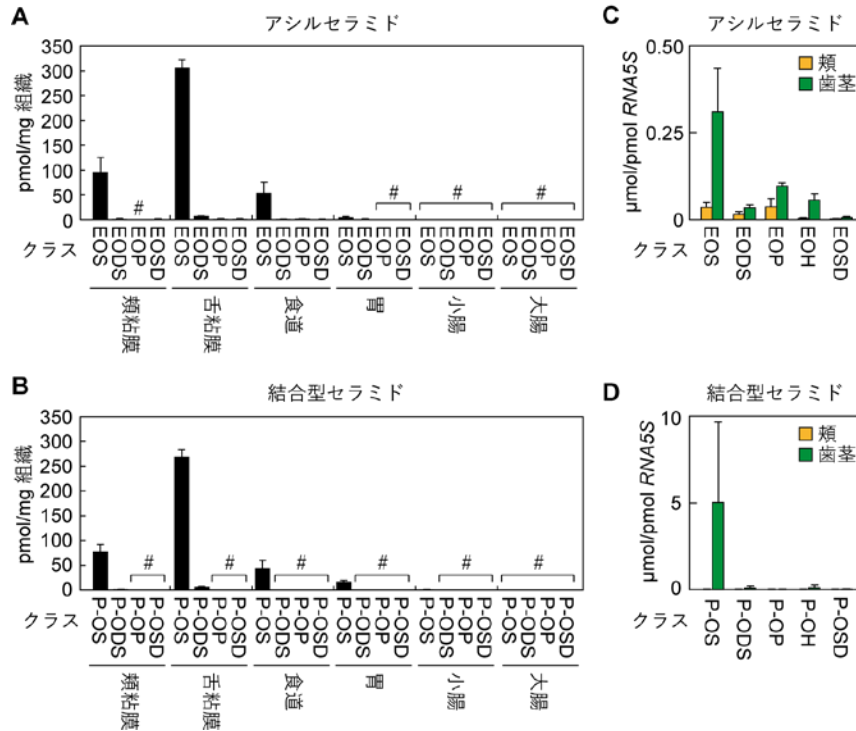 A
アシルセラミド
pmol/mg 組織
350
300
250
200
150
100
50
0
#
#
#
#
クラス
EOS
EODS
EOP
EOSD
EOS
EODS
EOP
EOSD
EOS
EODS
EOP
EOSD
EOS
EODS
EOP
EOSD
EOS
EODS
EOP
EOSD
EOS
EODS
EOP
EOSD
頬粘膜
舌粘膜
食道
胃
小腸
大腸
B
結合型セラミド
pmol/mg 組織
350
300
250
200
150
100
50
0
#
#
#
#
#
#
クラス
P-OS
P-ODS
P-OP
P-OSD
P-OS
P-ODS
P-OP
P-OSD
P-OS
P-ODS
P-OP
P-OSD
P-OS
P-ODS
P-OP
P-OSD
P-OS
P-ODS
P-OP
P-OSD
P-OS
P-ODS
P-OP
P-OSD
頬粘膜
舌粘膜
食道
胃
小腸
大腸
C
アシルセラミド
μmol/pmol RNA5S
0.50
0.25
0
頬
歯茎
クラス
EOS
EODS
EOP
EOH
EOSD
D
結合型セラミド
μmol/pmol RNA5S
10
5
0
頬
歯茎
クラス
P-OS
P-ODS
P-OP
P-OH
P-OSD